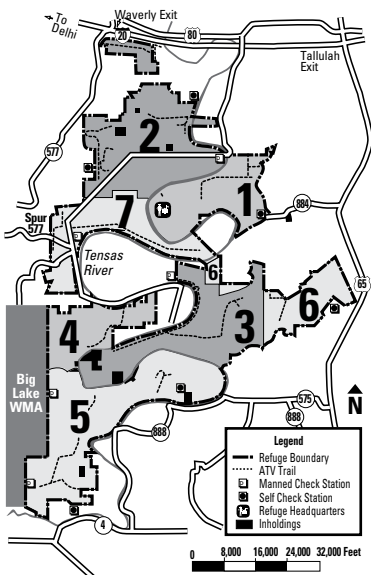 To
Delhi
Waverly Exit
20
80
Tallulah
Exit
577
2
1
884
Spur
577
7
Tensas
River
6
65
6
3
4
Big
Lake
WMA
5
575
888
888
N
4
Legend
Refuge Boundary
ATV Trail
Manned Check Station
Self Check Station
Refuge Headquarters
Inholdings
0 8,000 16,000 24,000 32,000 Feet